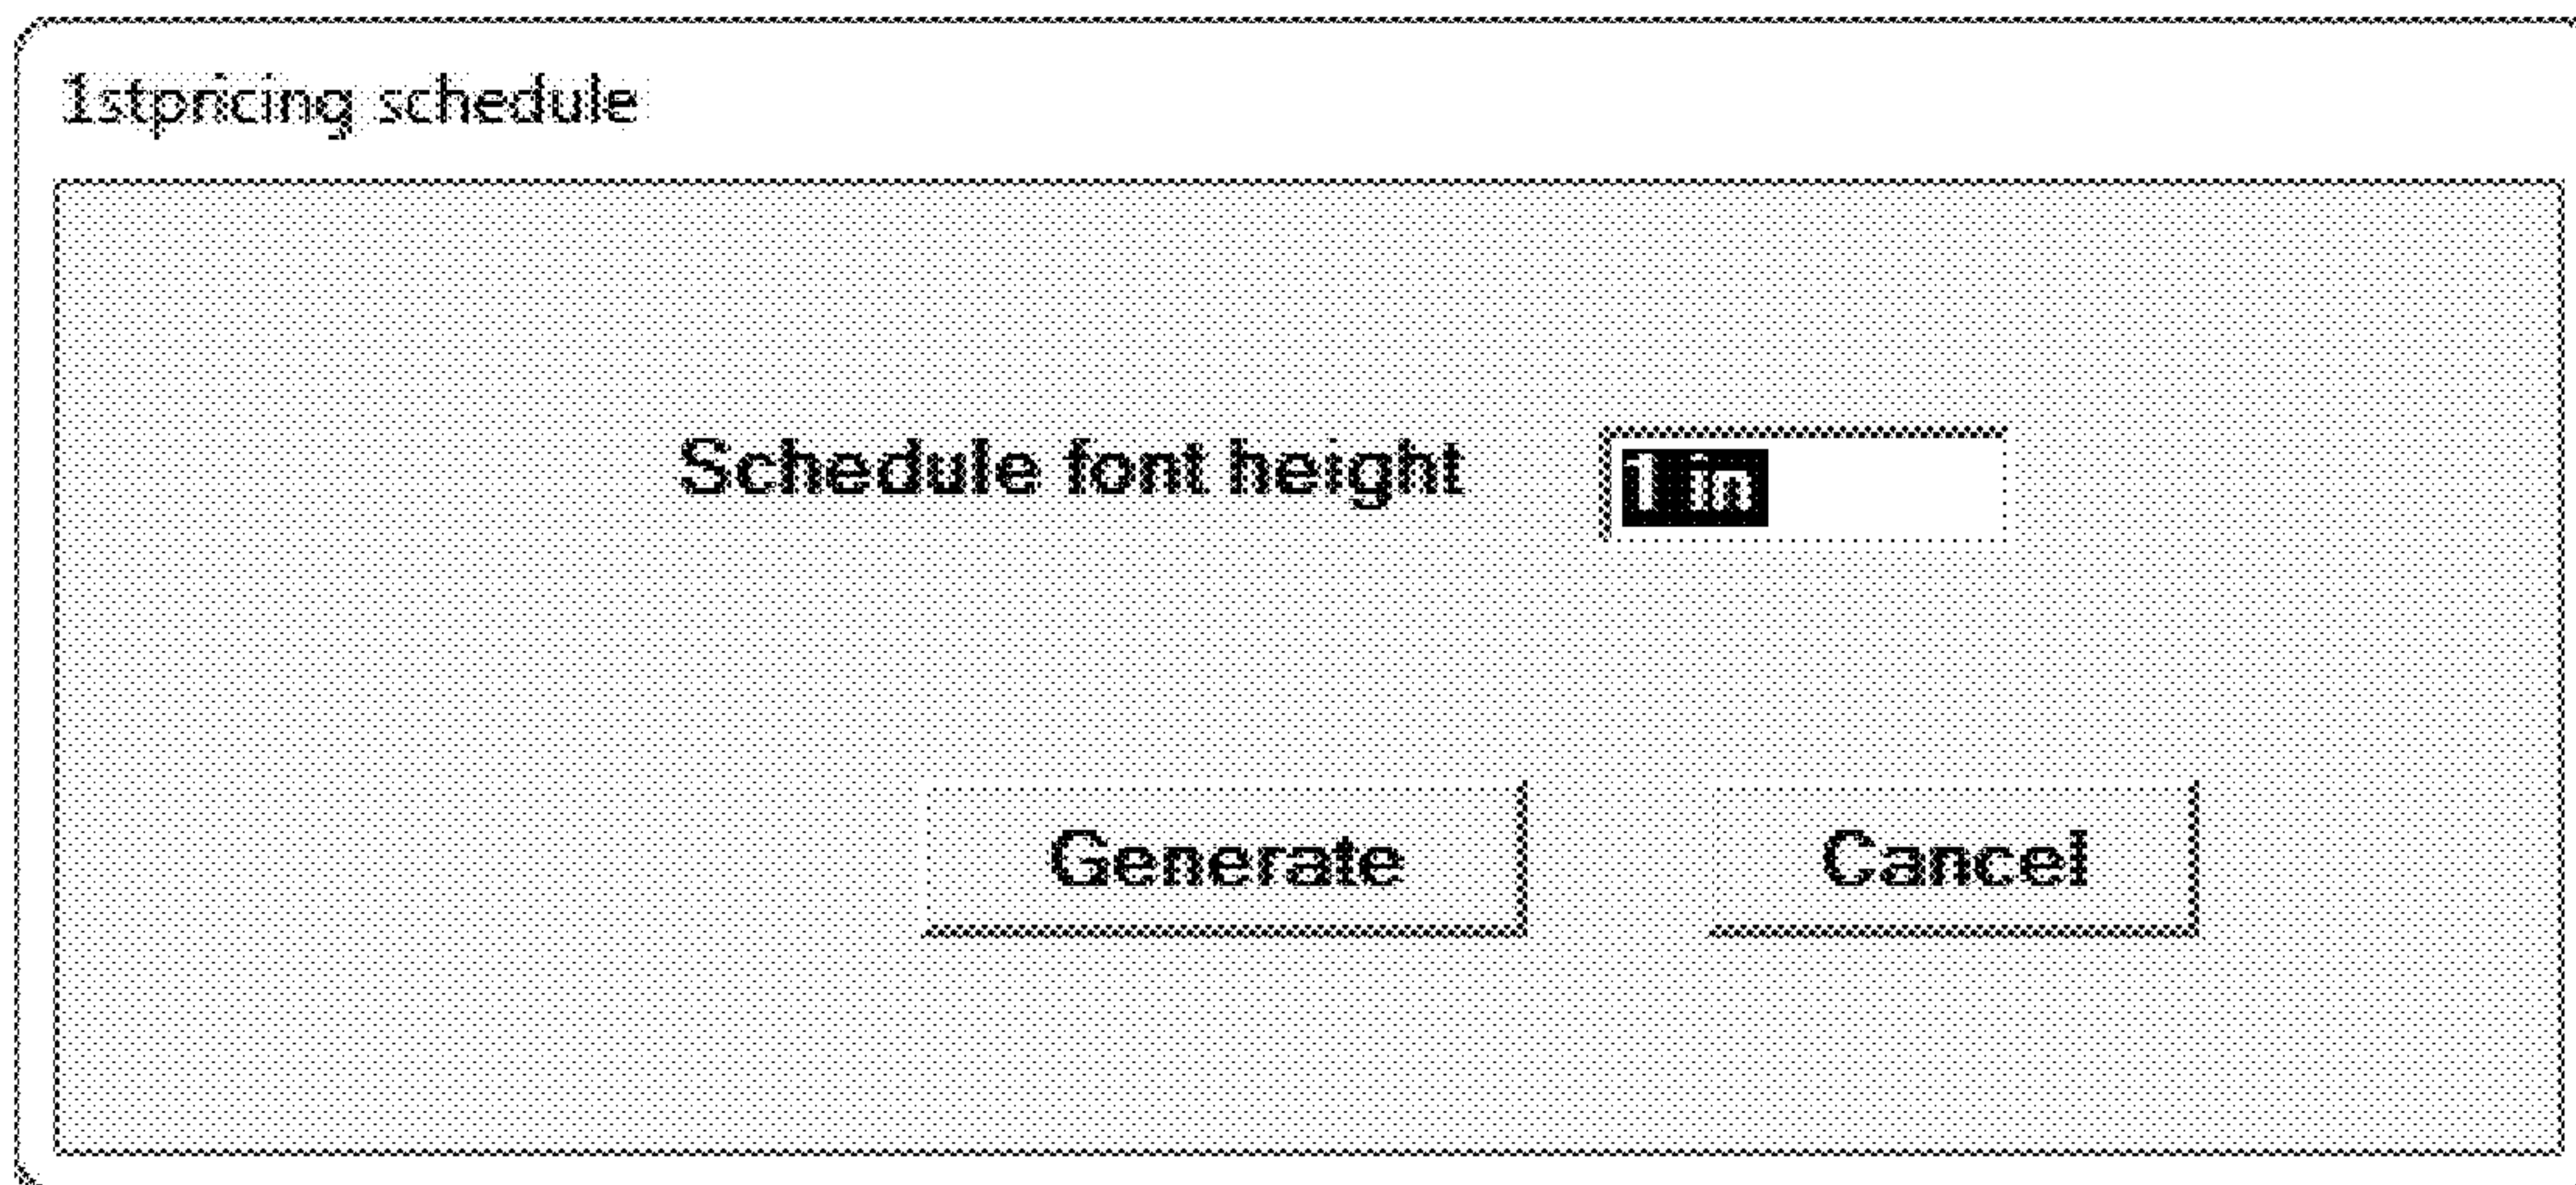 1stpricing schedule
Schedule font height 1 in
Generate Cancel